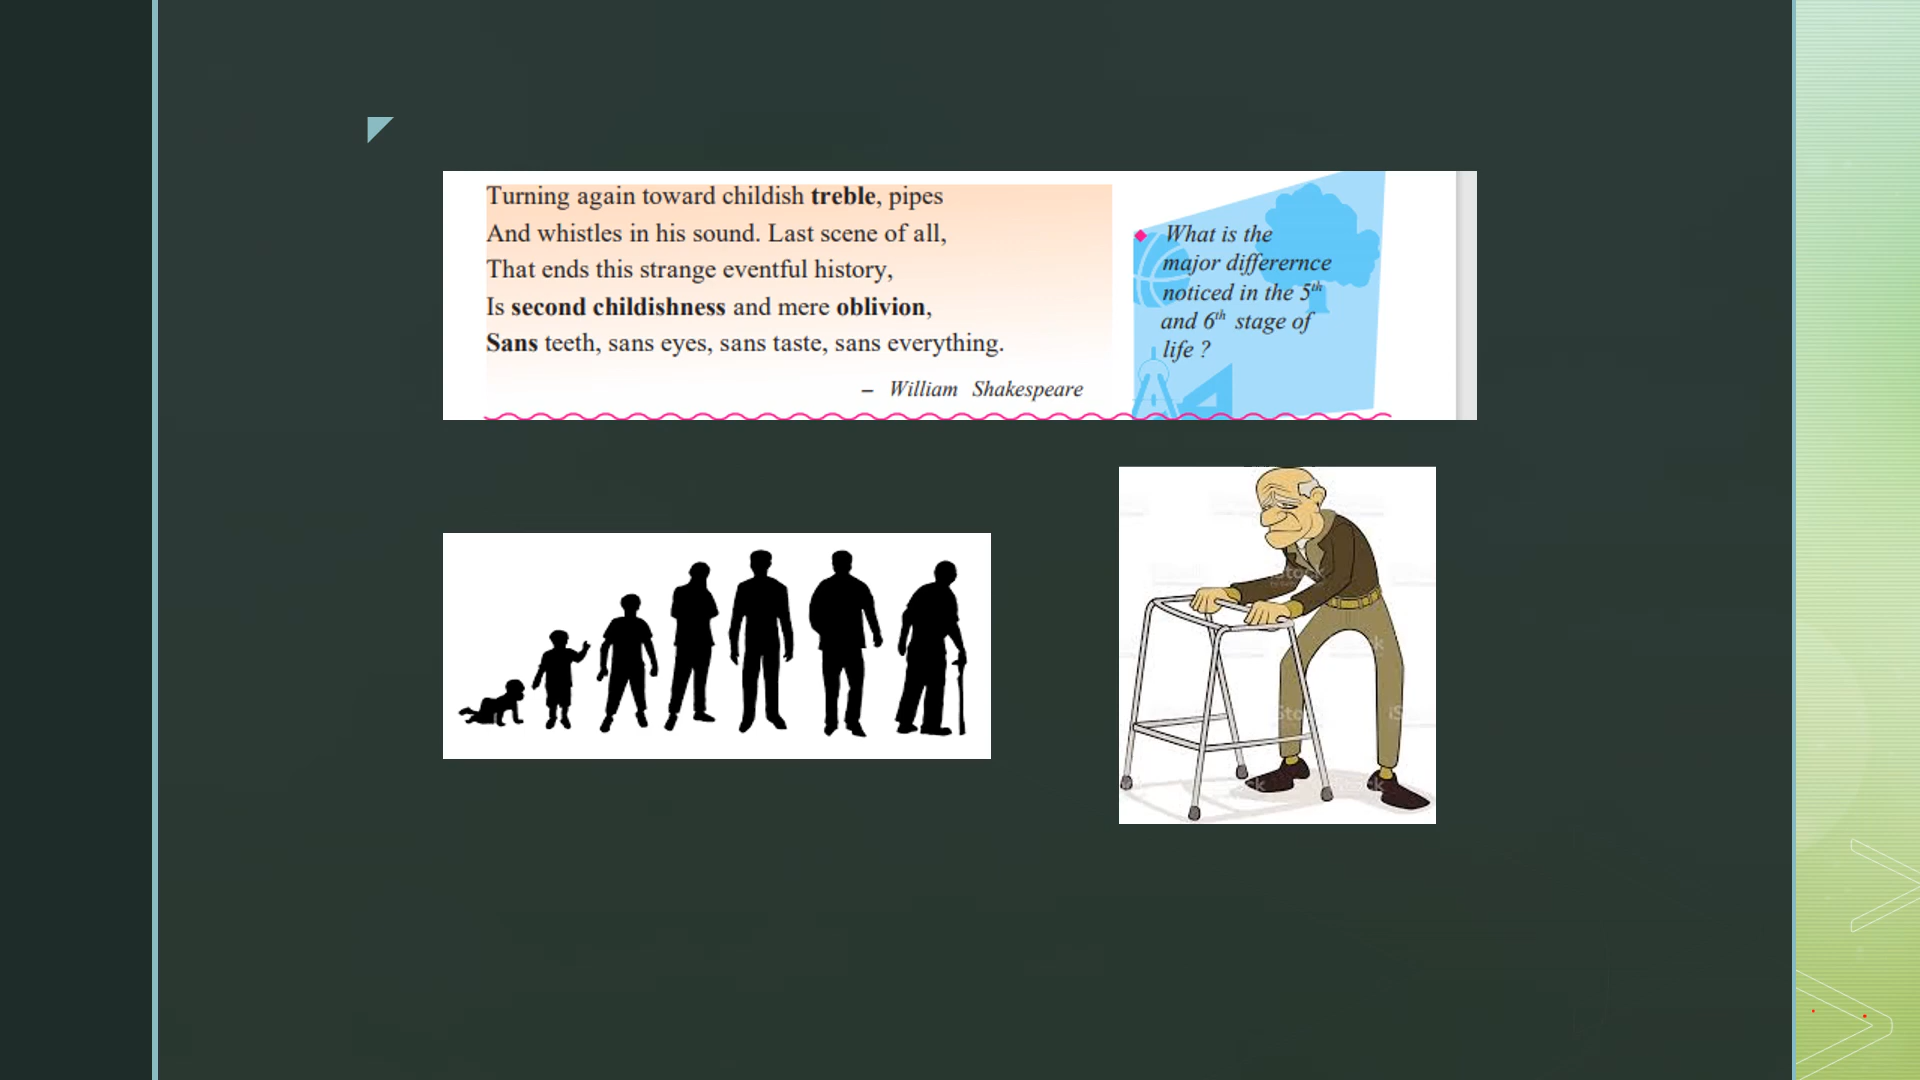 Turning again toward childish treble, pipes
And whistles in his sound. Last scene of all,
That ends this strange eventful history,
Is second childishness and mere oblivion,
Sans teeth, sans eyes, sans taste, sans everything.
– William Shakespeare
What is the
major differernce
noticed in the 5th
and 6th stage of
life ?
iStock